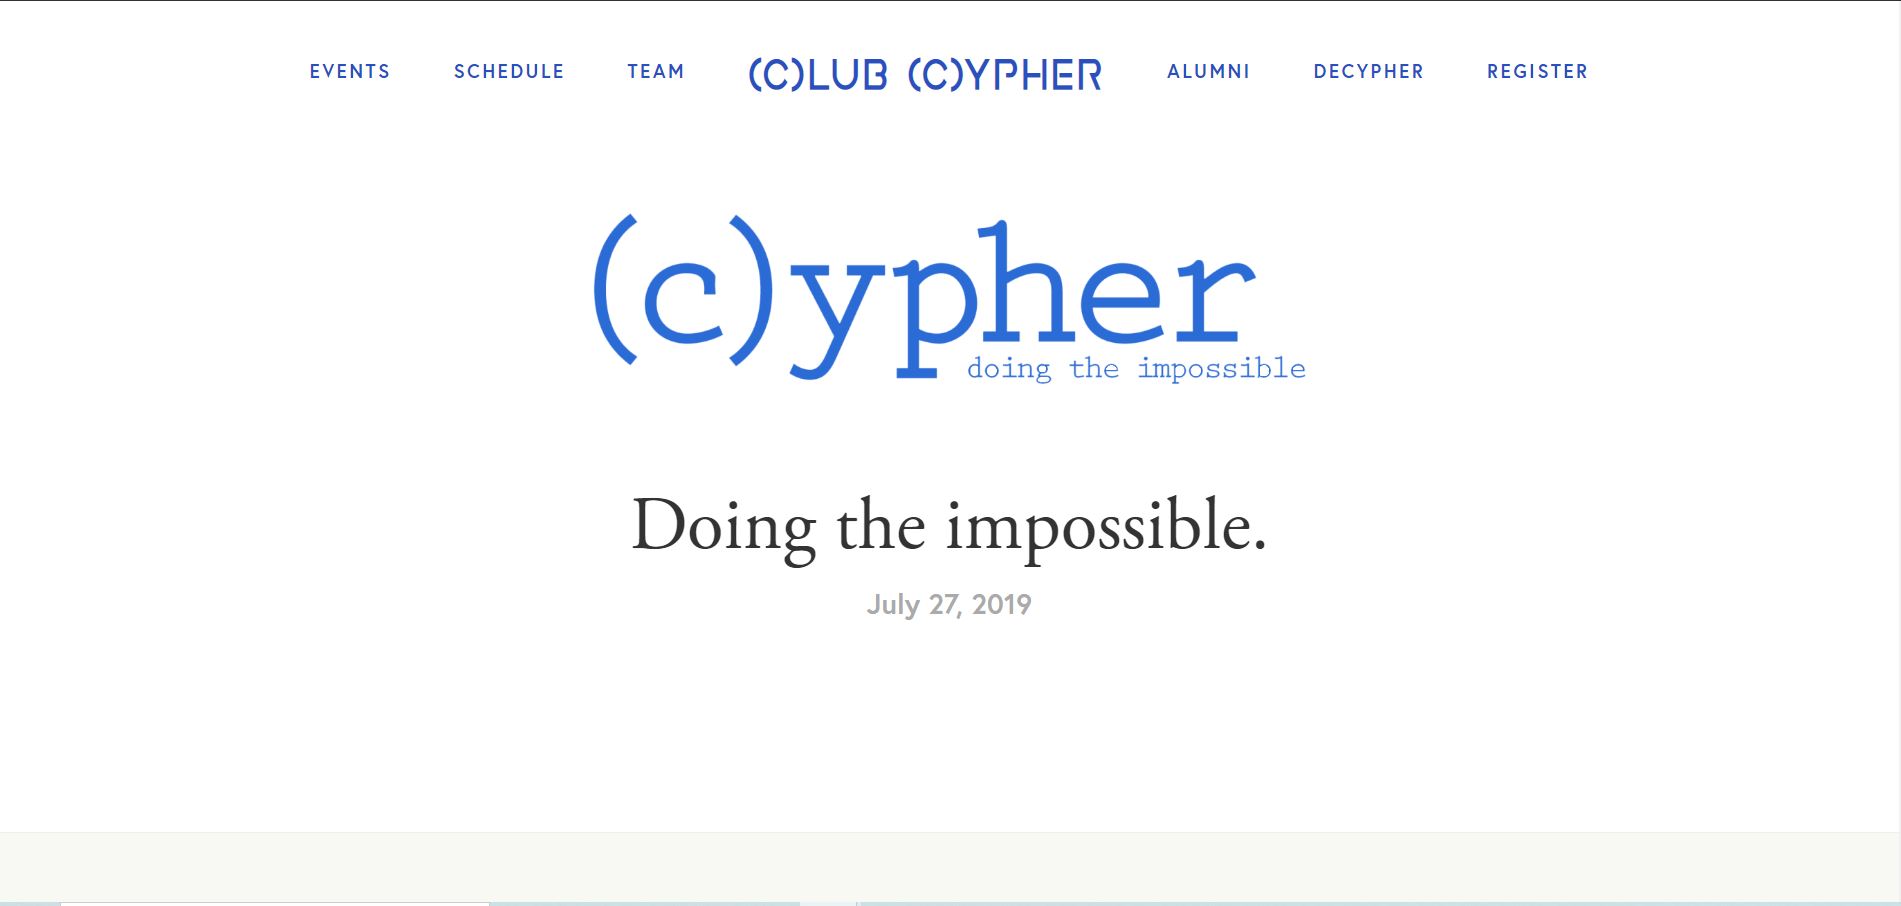 EVENTS SCHEDULE TEAM (C)LUB (C)YPHER ALUMNI DECYPHER REGISTER
(c)ypher
doing the impossible
Doing the impossible.
July 27, 2019